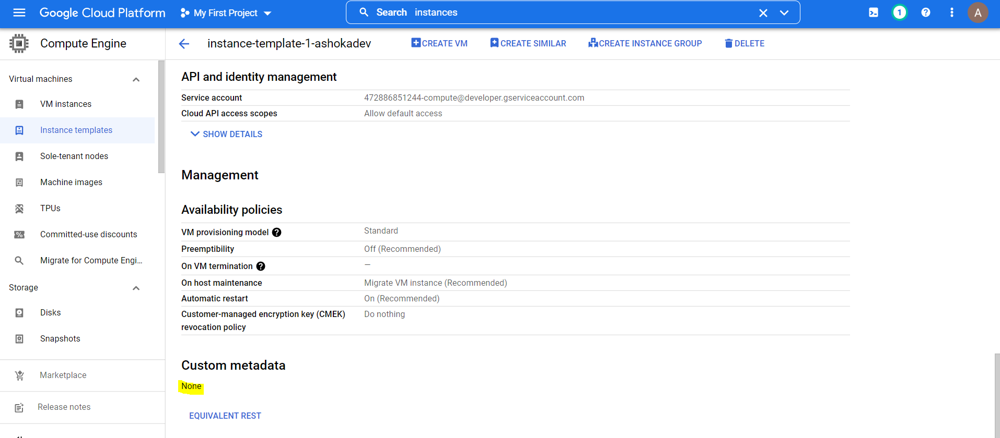 Google Cloud Platform
My First Project
Search instances
1
A
Compute Engine
instance-template-1-ashokadev
CREATE VM
CREATE SIMILAR
CREATE INSTANCE GROUP
DELETE
Virtual machines
VM instances
Instance templates
Sole-tenant nodes
Machine images
TPUs
Committed-use discounts
Migrate for Compute Engi...
Storage
Disks
Snapshots
Marketplace
Release notes
API and identity management
Service account 472886851244-compute@developer.gserviceaccount.com
Cloud API access scopes Allow default access
SHOW DETAILS
Management
Availability policies
VM provisioning model Standard
Preemptibility Off (Recommended)
On VM termination —
On host maintenance Migrate VM instance (Recommended)
Automatic restart On (Recommended)
Customer-managed encryption key (CMEK) Do nothing
revocation policy
Custom metadata
None
EQUIVALENT REST